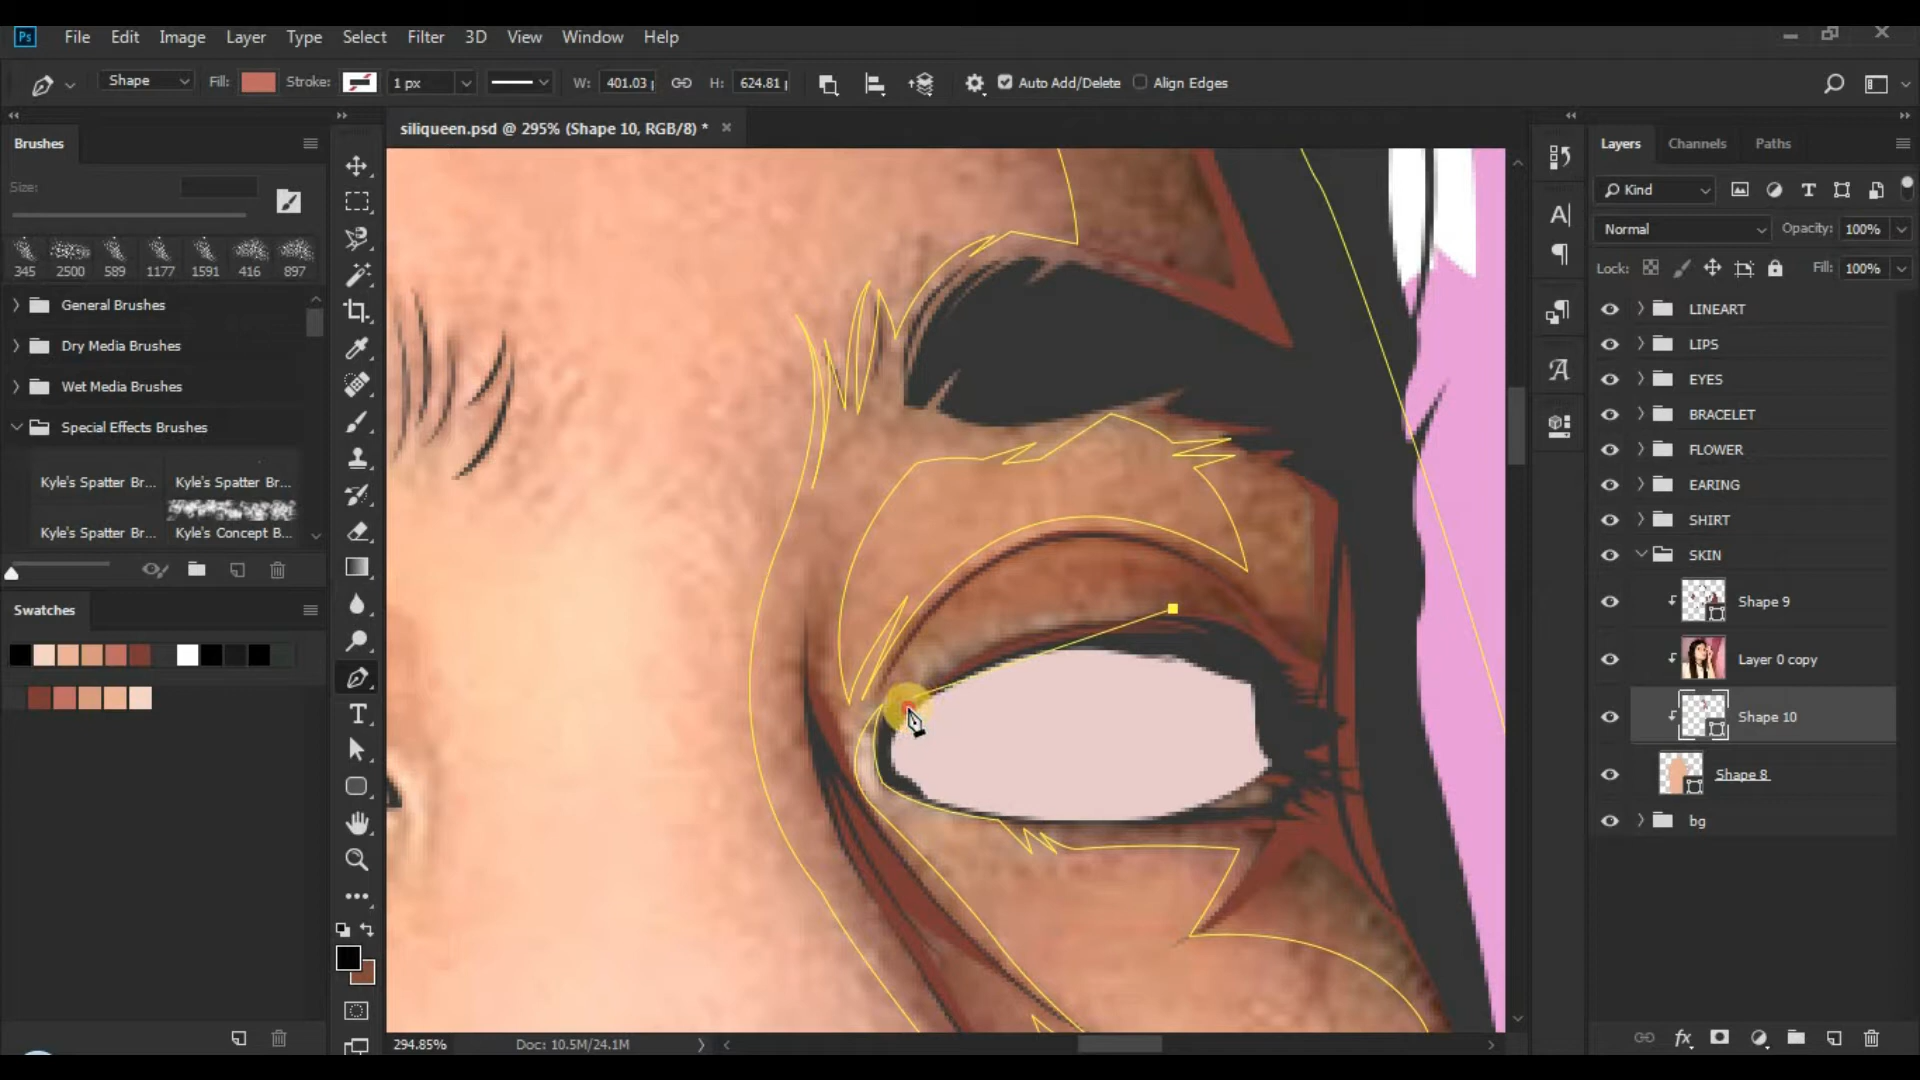 Ps File Edit Image Layer Type Select Filter 3D View Window Help
Shape Fill: Stroke: 1 px W: 401.03 H: 624.81 Auto Add/Delete Align Edges
siliqueen.psd @ 295% (Shape 10, RGB/8) *
Brushes
Size:
345 2500 589 1177 1591 416 897
General Brushes
Dry Media Brushes
Wet Media Brushes
Special Effects Brushes
Kyle's Spatter Br... Kyle's Spatter Br...
Kyle's Spatter Br... Kyle's Concept B...
Swatches
294.85% Doc: 10.5M/24.1M
Layers Channels Paths
Kind
Normal Opacity: 100%
Lock: Fill: 100%
LINEART
LIPS
EYES
BRACELET
FLOWER
EARING
SHIRT
SKIN
Shape 9
Layer 0 copy
Shape 10
Shape 8
bg
fx